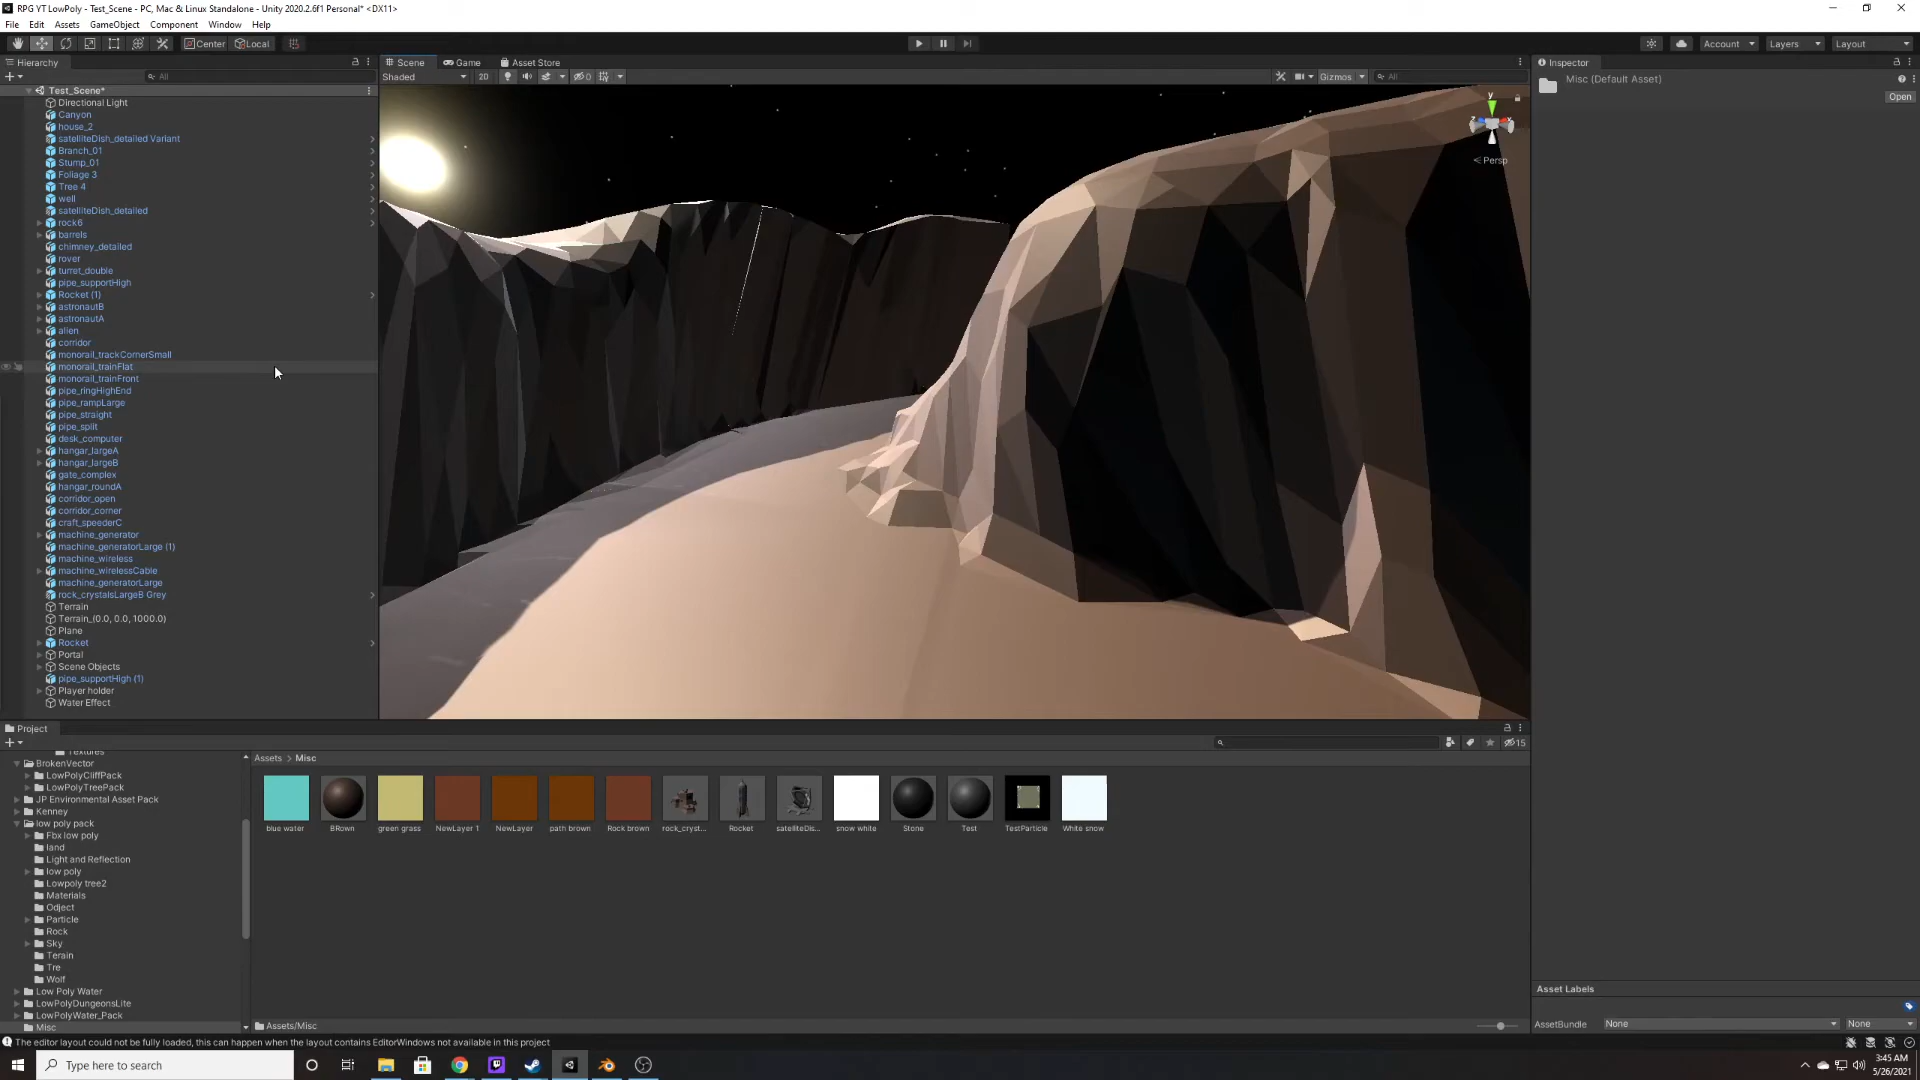 RPG YT LowPoly - Test_Scene - PC, Mac & Linux Standalone - Unity 2020.2.6f1 Personal* <DX11>
File Edit Assets GameObject Component Window Help
Center Local
Account Layers Layout
Hierarchy
All
Scene Game Asset Store
Shaded 2D 0 Gizmos All
Inspector
Misc (Default Asset)
Open
Test_Scene*
Directional Light
Canyon
house_2
satelliteDish_detailed Variant
Branch_01
Stump_01
Foliage 3
Tree 4
well
satelliteDish_detailed
rock6
barrels
chimney_detailed
rover
turret_double
pipe_supportHigh
Rocket (1)
astronautB
astronautA
alien
corridor
monorail_trackCornerSmall
monorail_trainFlat
monorail_trainFront
pipe_ringHighEnd
pipe_rampLarge
pipe_straight
pipe_split
desk_computer
hangar_largeA
hangar_largeB
gate_complex
hangar_roundA
corridor_open
corridor_corner
craft_speederC
machine_generator
machine_generatorLarge (1)
machine_wireless
machine_wirelessCable
machine_generatorLarge
rock_crystalsLargeB Grey
Terrain
Terrain_(0.0, 0.0, 1000.0)
Plane
Rocket
Portal
Scene Objects
pipe_supportHigh (1)
Player holder
Water Effect
y
z x
< Persp
Project
15
Textures
BrokenVector
LowPolyCliffPack
LowPolyTreePack
JP Environmental Asset Pack
Kenney
low poly pack
Fbx low poly
land
Light and Reflection
low poly
Lowpoly tree2
Materials
Odject
Particle
Rock
Sky
Terrain
Tre
Wolf
Low Poly Water
LowPolyDungeonsLite
LowPolyWater_Pack
Misc
Assets > Misc
blue water BRown green grass NewLayer 1 NewLayer path brown Rock brown rock_cryst... Rocket satelliteDis... snow white Stone Test TestParticle White snow
Assets/Misc
Asset Labels
AssetBundle None None
The editor layout could not be fully loaded, this can happen when the layout contains EditorWindows not available in this project
Type here to search
3:45 AM
5/26/2021